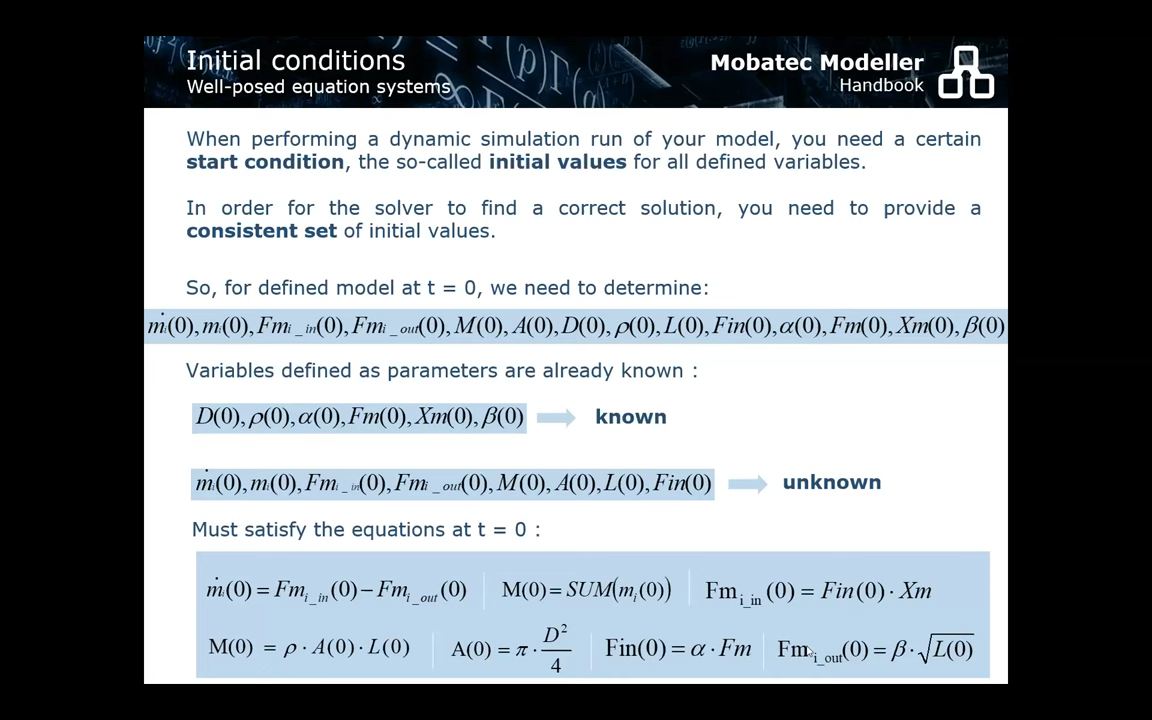 Initial conditions
Well-posed equation systems
Mobatec Modeller
Handbook
When performing a dynamic simulation run of your model, you need a certain
start condition, the so-called initial values for all defined variables.
In order for the solver to find a correct solution, you need to provide a
consistent set of initial values.
So, for defined model at t = 0, we need to determine:
ṁᵢ(0), mᵢ(0), Fmᵢ_in(0), Fmᵢ_out(0), M(0), A(0), D(0), ρ(0), L(0), Fin(0), α(0), Fm(0), Xm(0), β(0)
Variables defined as parameters are already known :
D(0), ρ(0), α(0), Fm(0), Xm(0), β(0) known
ṁᵢ(0), mᵢ(0), Fmᵢ_in(0), Fmᵢ_out(0), M(0), A(0), L(0), Fin(0) unknown
Must satisfy the equations at t = 0 :
ṁᵢ(0) = Fmᵢ_in(0) − Fmᵢ_out(0) M(0) = SUM(mᵢ(0)) Fmᵢ_in (0) = Fin(0) · Xm
M(0) = ρ · A(0) · L(0) A(0) = π · D²/4 Fin(0) = α · Fm Fmᵢ_out(0) = β · √L(0)